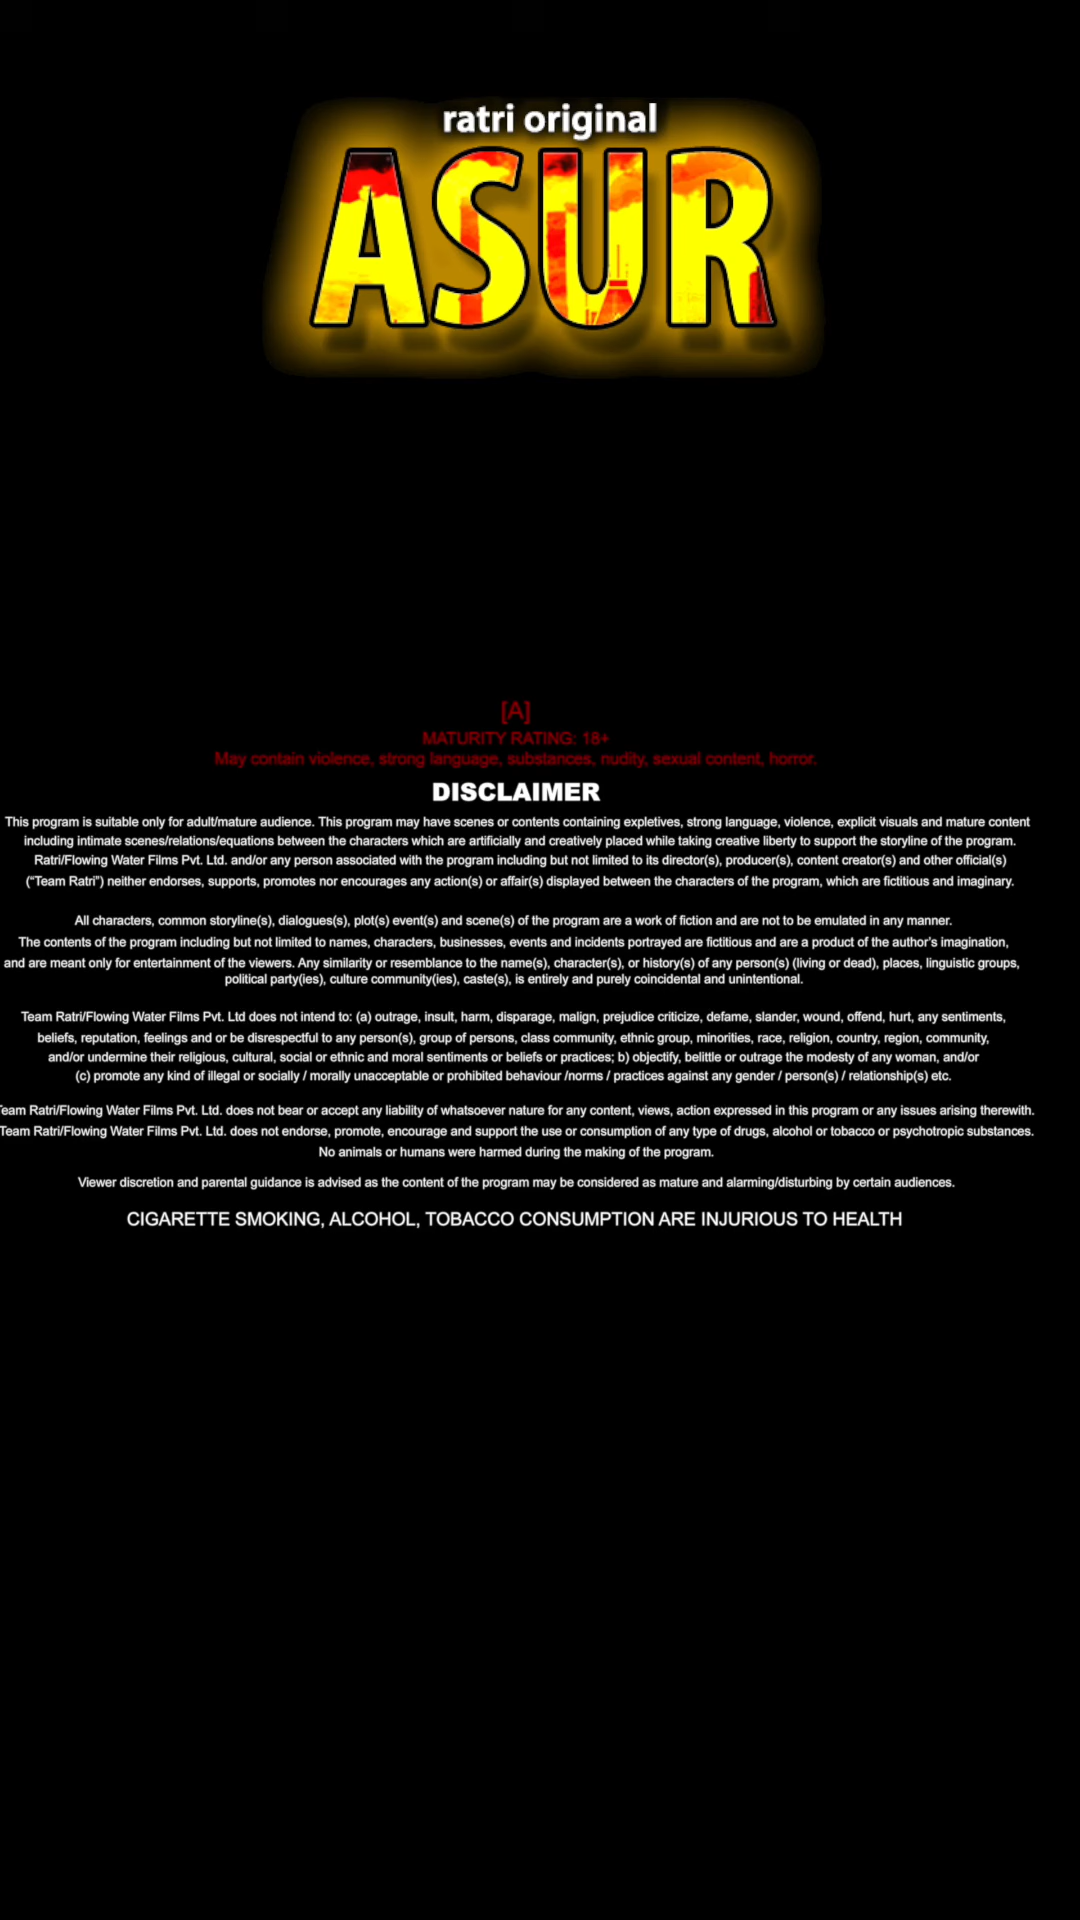 ratri original
ASUR
[A]
MATURITY RATING: 18+
May contain violence, strong language, substances, nudity, sexual content, horror.
DISCLAIMER
This program is suitable only for adult/mature audience. This program may have scenes or contents containing expletives, strong language, violence, explicit visuals and mature content
including intimate scenes/relations/equations between the characters which are artificially and creatively placed while taking creative liberty to support the storyline of the program.
Ratri/Flowing Water Films Pvt. Ltd. and/or any person associated with the program including but not limited to its director(s), producer(s), content creator(s) and other official(s)
(“Team Ratri”) neither endorses, supports, promotes nor encourages any action(s) or affair(s) displayed between the characters of the program, which are fictitious and imaginary.
All characters, common storyline(s), dialogues(s), plot(s) event(s) and scene(s) of the program are a work of fiction and are not to be emulated in any manner.
The contents of the program including but not limited to names, characters, businesses, events and incidents portrayed are fictitious and are a product of the author’s imagination,
and are meant only for entertainment of the viewers. Any similarity or resemblance to the name(s), character(s), or history(s) of any person(s) (living or dead), places, linguistic groups,
political party(ies), culture community(ies), caste(s), is entirely and purely coincidental and unintentional.
Team Ratri/Flowing Water Films Pvt. Ltd does not intend to: (a) outrage, insult, harm, disparage, malign, prejudice criticize, defame, slander, wound, offend, hurt, any sentiments,
beliefs, reputation, feelings and or be disrespectful to any person(s), group of persons, class community, ethnic group, minorities, race, religion, country, region, community,
and/or undermine their religious, cultural, social or ethnic and moral sentiments or beliefs or practices; b) objectify, belittle or outrage the modesty of any woman, and/or
(c) promote any kind of illegal or socially / morally unacceptable or prohibited behaviour /norms / practices against any gender / person(s) / relationship(s) etc.
Team Ratri/Flowing Water Films Pvt. Ltd. does not bear or accept any liability of whatsoever nature for any content, views, action expressed in this program or any issues arising therewith.
Team Ratri/Flowing Water Films Pvt. Ltd. does not endorse, promote, encourage and support the use or consumption of any type of drugs, alcohol or tobacco or psychotropic substances.
No animals or humans were harmed during the making of the program.
Viewer discretion and parental guidance is advised as the content of the program may be considered as mature and alarming/disturbing by certain audiences.
CIGARETTE SMOKING, ALCOHOL, TOBACCO CONSUMPTION ARE INJURIOUS TO HEALTH